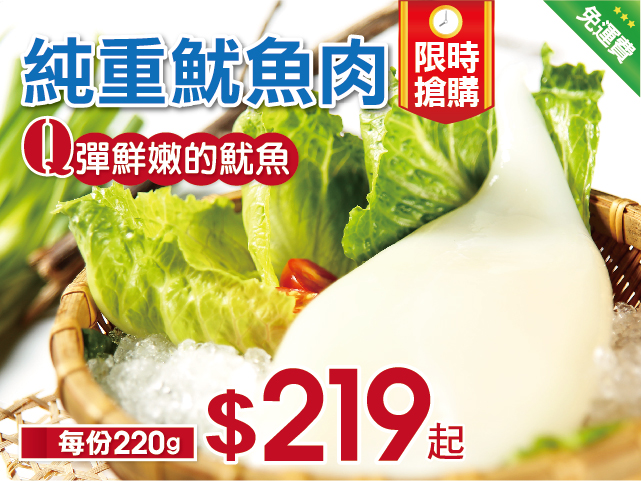 純重魷魚肉
限時
搶購
免運費
Q彈鮮嫩的魷魚
每份220g
$219起